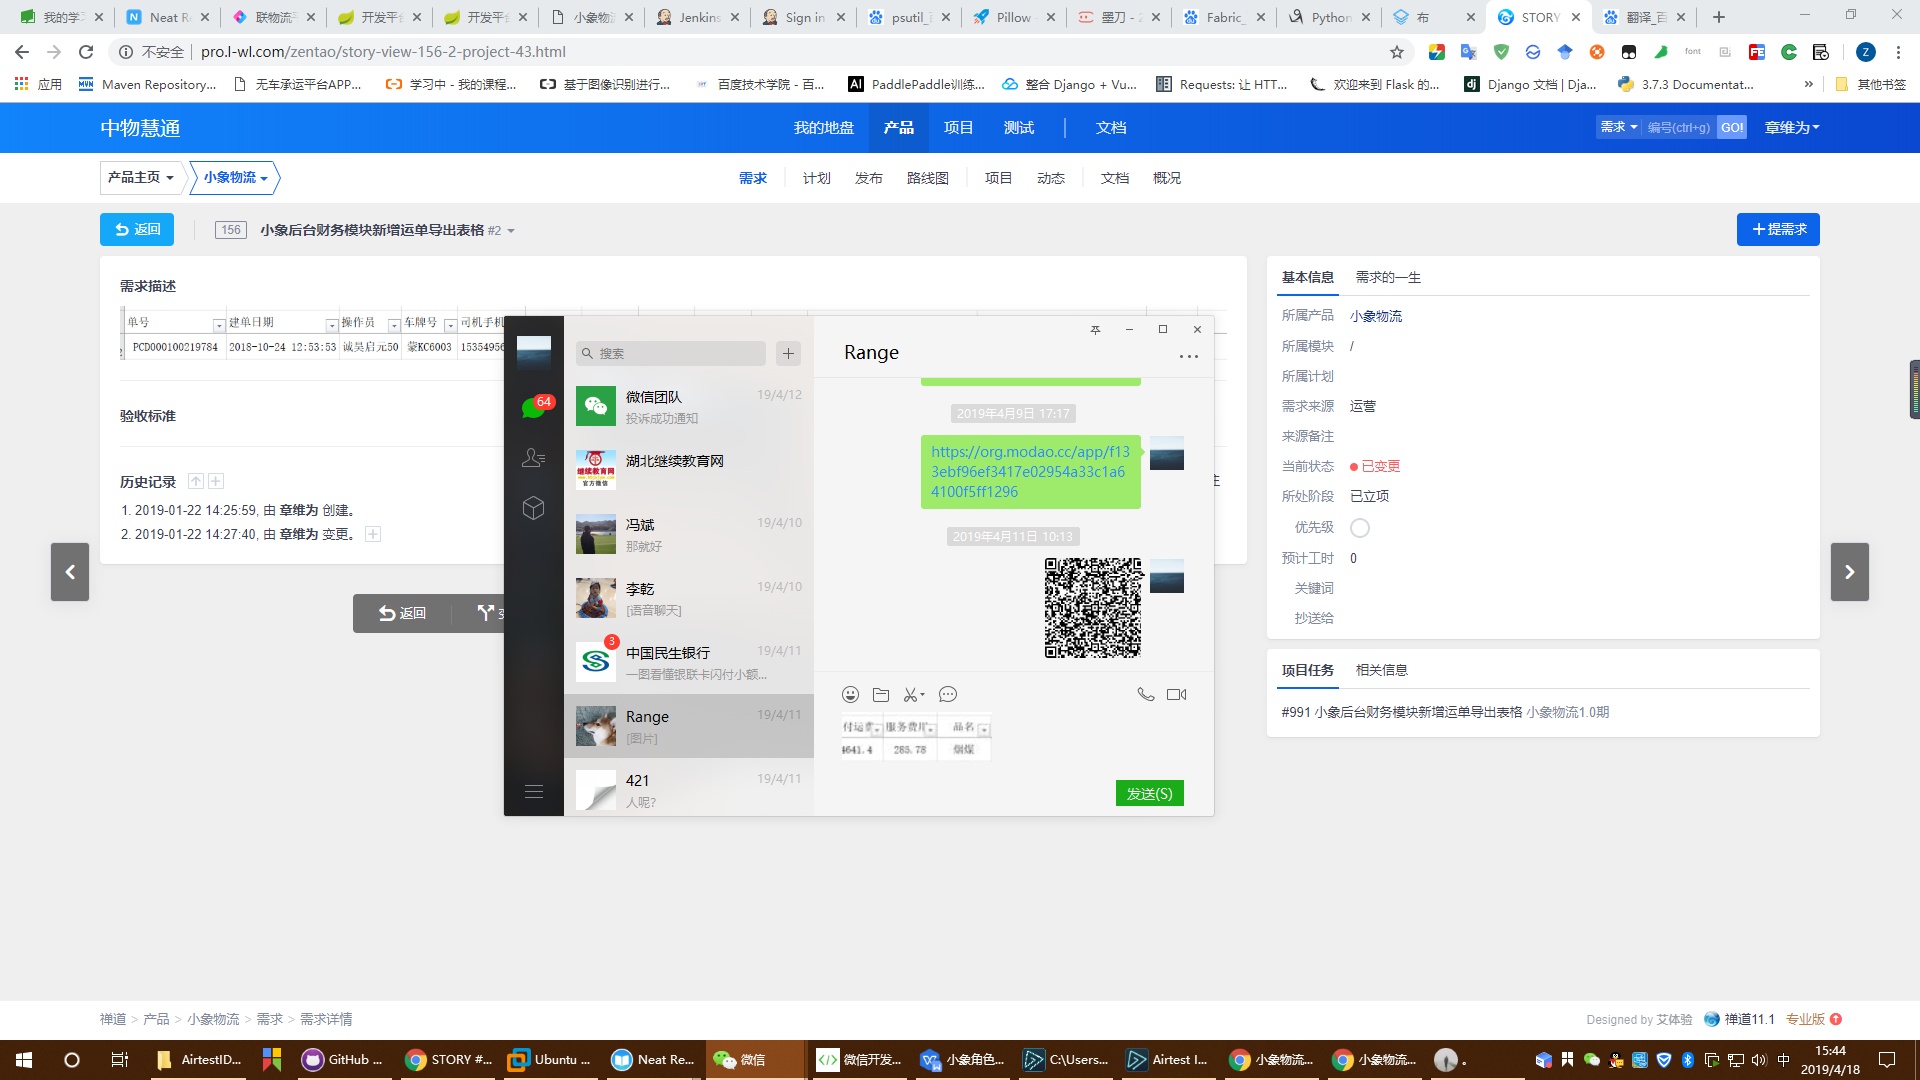 我的学
Neat R
联物流
开发平台
开发平台
小象物流
Jenkins
Sign in
psutil_
Pillow
墨刀 -
Fabric_
Python
布
STORY
翻译_百
不安全
pro.l-wl.com/zentao/story-view-156-2-project-43.html
应用
Maven Repository...
无车承运平台APP...
学习中 - 我的课程...
基于图像识别进行...
百度技术学院 - 百...
PaddlePaddle训练...
整合 Django + Vu...
Requests: 让 HTT...
欢迎来到 Flask 的...
Django 文档 | Dja...
3.7.3 Documentat...
其他书签
中物慧通
我的地盘
产品
项目
测试
文档
需求
编号(ctrl+g)
GO!
章维为
产品主页
小象物流
需求
计划
发布
路线图
项目
动态
文档
概况
返回
156
小象后台财务模块新增运单导出表格 #2
提需求
需求描述
单号 建单日期 操作员 车牌号 司机手机
PCD000100219784 2018-10-24 12:53:53 诚昊启元50 蒙KC6003 15354956
验收标准
历史记录
1. 2019-01-22 14:25:59, 由 章维为 创建。
2. 2019-01-22 14:27:40, 由 章维为 变更。
返回
基本信息
需求的一生
所属产品 小象物流
所属模块 /
所属计划
需求来源 运营
来源备注
当前状态 已变更
所处阶段 已立项
优先级
预计工时 0
关键词
抄送给
项目任务
相关信息
#991 小象后台财务模块新增运单导出表格 小象物流1.0期
64
搜索
微信团队 19/4/12
投诉成功通知
湖北继续教育网
冯斌 19/4/10
那就好
李乾 19/4/10
[语音聊天]
3
中国民生银行 19/4/11
一图看懂银联卡闪付小额...
Range 19/4/11
[图片]
421 19/4/11
人呢?
Range
2019年4月9日 17:17
https://org.modao.cc/app/f13
3ebf96ef3417e02954a33c1a6
4100f5ff1296
2019年4月11日 10:13
付运费 服务费用 品名
4641.4 285.78 烟煤
发送(S)
禅道 > 产品 > 小象物流 > 需求 > 需求详情
Designed by 艾体验
禅道11.1
专业版
AirtestID...
GitHub ...
STORY #...
Ubuntu ...
Neat Re...
微信
微信开发...
小象角色...
C:\Users...
Airtest I...
小象物流...
小象物流...
中
15:44
2019/4/18